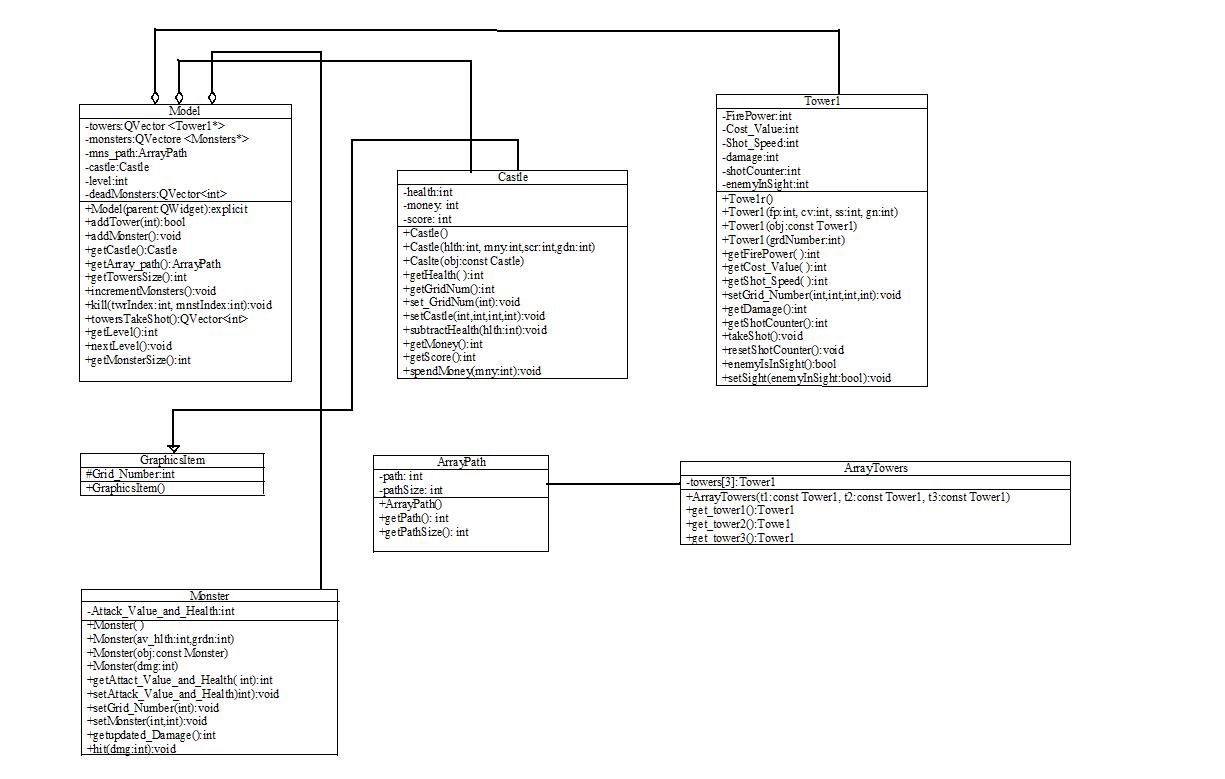 Model
-towers:QVector <Tower1*>
-monsters:QVectore <Monsters*>
-mns_path:ArrayPath
-castle:Castle
-level:int
-deadMonsters:QVector<int>
+Model(parent:QWidget):explicit
+addTower(int):bool
+addMonster():void
+getCastle():Castle
+getArray_path():ArrayPath
+getTowersSize():int
+incrementMonsters():void
+kill(twrIndex:int, mnstIndex:int):void
+towersTakeShot():QVector<int>
+getLevel():int
+nextLevel():void
+getMonsterSize():int
Castle
-health:int
-money: int
-score: int
+Castle()
+Castle(hlth:int, mny:int,scr:int,gdn:int)
+Caslte(obj:const Castle)
+getHealth( ):int
+getGridNum():int
+set_GridNum(int):void
+setCastle(int,int,int,int):void
+subtractHealth(hlth:int):void
+getMoney():int
+getScore():int
+spendMoney(mny:int):void
Tower1
-FirePower:int
-Cost_Value:int
-Shot_Speed:int
-damage:int
-shotCounter:int
-enemyInSight:int
+Towe1r()
+Tower1(fp:int, cv:int, ss:int, gn:int)
+Tower1(obj:const Tower1)
+Tower1(grdNumber:int)
+getFirePower( ):int
+getCost_Value( ):int
+getShot_Speed( ):int
+setGrid_Number(int,int,int,int):void
+getDamage():int
+getShotCounter():int
+takeShot():void
+resetShotCounter():void
+enemyIsInSight():bool
+setSight(enemyInSight:bool):void
GraphicsItem
#Grid_Number:int
+GraphicsItem()
ArrayPath
-path: int
-pathSize: int
+ArrayPath()
+getPath(): int
+getPathSize(): int
ArrayTowers
-towers[3]:Tower1
+ArrayTowers(t1:const Tower1, t2:const Tower1, t3:const Tower1)
+get_tower1():Tower1
+get_tower2():Towe1
+get_tower3():Tower1
Monster
-Attack_Value_and_Health:int
+Monster( )
+Monster(av_hlth:int,grdn:int)
+Monster(obj:const Monster)
+Monster(dmg:int)
+getAttact_Value_and_Health( int):int
+setAttack_Value_and_Health)int):void
+setGrid_Number(int):void
+setMonster(int,int):void
+getupdated_Damage():int
+hit(dmg:int):void